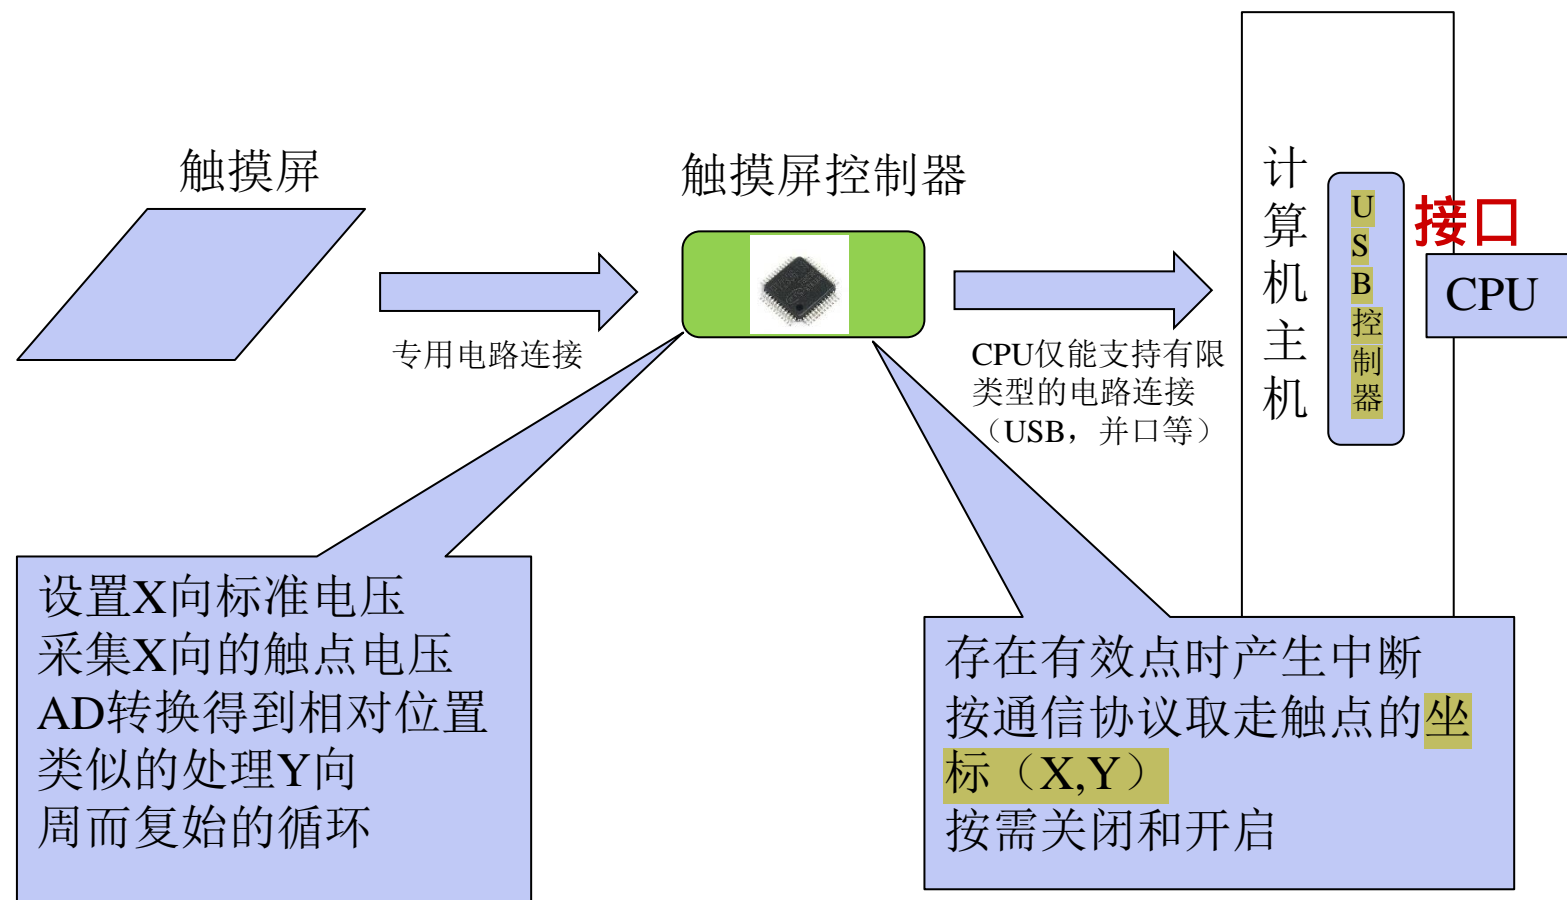 触摸屏
触摸屏控制器
专用电路连接
CPU仅能支持有限
类型的电路连接
（USB，并口等）
计算机主机
USB控制器
接口
CPU
设置X向标准电压
采集X向的触点电压
AD转换得到相对位置
类似的处理Y向
周而复始的循环
存在有效点时产生中断
按通信协议取走触点的坐
标（X,Y）
按需关闭和开启